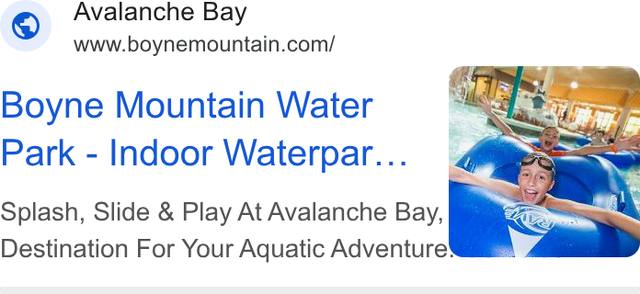 Avalanche Bay
www.boynemountain.com/
Boyne Mountain Water
Park - Indoor Waterpar…
Splash, Slide & Play At Avalanche Bay,
Destination For Your Aquatic Adventure.